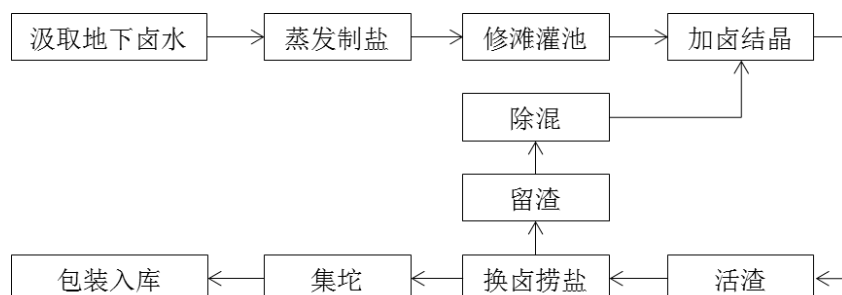 汲取地下卤水
蒸发制盐
修滩灌池
加卤结晶
除混
留渣
包装入库
集坨
换卤捞盐
活渣